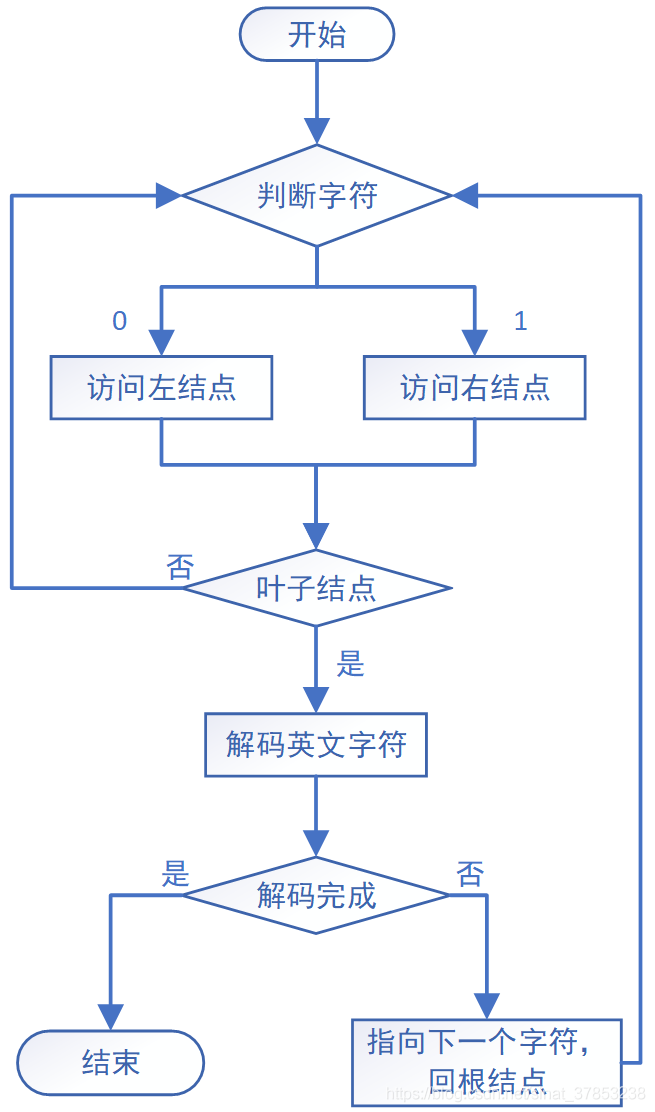 开始
判断字符
0
1
访问左结点
访问右结点
否
叶子结点
是
解码英文字符
是
否
解码完成
结束
指向下一个字符，
回根结点